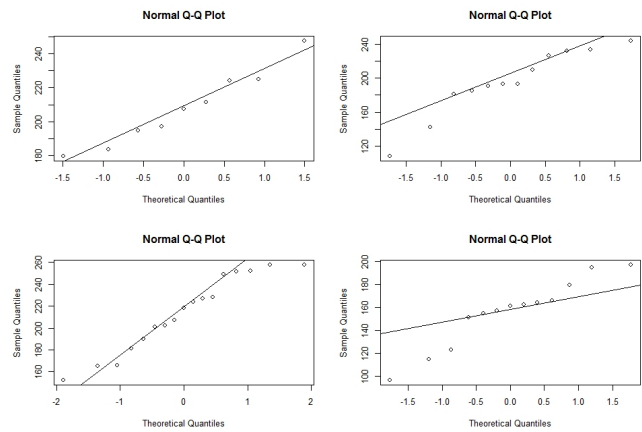 Normal Q-Q Plot
Sample Quantiles
180 200 220 240
-1.5 -1.0 -0.5 0.0 0.5 1.0 1.5
Theoretical Quantiles
Normal Q-Q Plot
Sample Quantiles
120 160 200 240
-1.5 -1.0 -0.5 0.0 0.5 1.0 1.5
Theoretical Quantiles
Normal Q-Q Plot
Sample Quantiles
160 180 200 220 240 260
-2 -1 0 1 2
Theoretical Quantiles
Normal Q-Q Plot
Sample Quantiles
100 120 140 160 180 200
-1.5 -1.0 -0.5 0.0 0.5 1.0 1.5
Theoretical Quantiles